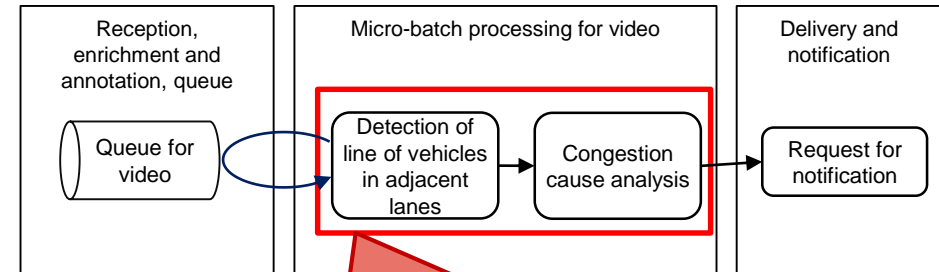 Reception,
enrichment and
annotation, queue
Queue for
video
Micro-batch processing for video
Detection of
line of vehicles
in adjacent
lanes
Congestion
cause analysis
Delivery and
notification
Request for
notification